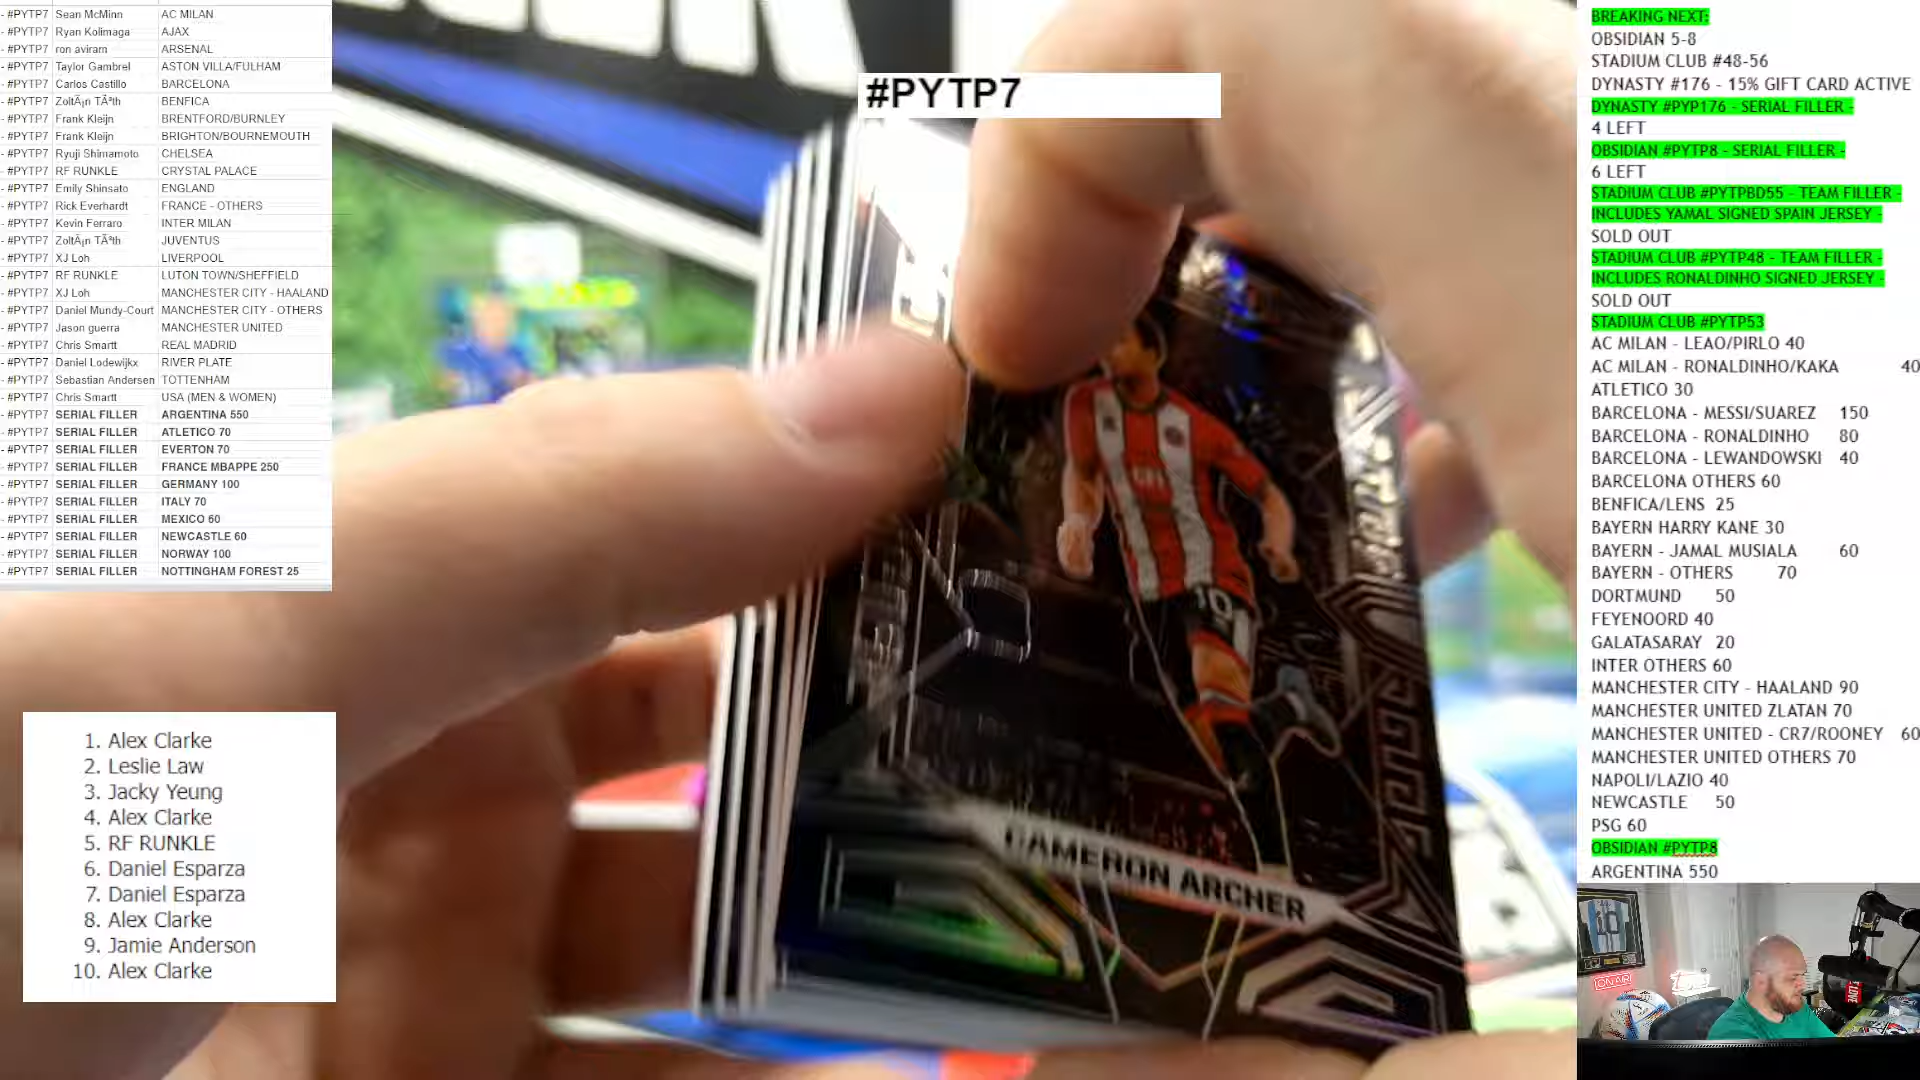 - #PYTP7 Sean McMinn AC MILAN
- #PYTP7 Ryan Kolimaga AJAX
- #PYTP7 ron aviram ARSENAL
- #PYTP7 Taylor Gambrel ASTON VILLA/FULHAM
- #PYTP7 Carlos Castillo BARCELONA
- #PYTP7 ZoltÃ¡n TÃ³th BENFICA
- #PYTP7 Frank Kleijn BRENTFORD/BURNLEY
- #PYTP7 Frank Kleijn BRIGHTON/BOURNEMOUTH
- #PYTP7 Ryuji Shimamoto CHELSEA
- #PYTP7 RF RUNKLE CRYSTAL PALACE
- #PYTP7 Emily Shinsato ENGLAND
- #PYTP7 Rick Everhardt FRANCE - OTHERS
- #PYTP7 Kevin Ferraro INTER MILAN
- #PYTP7 ZoltÃ¡n TÃ³th JUVENTUS
- #PYTP7 XJ Loh LIVERPOOL
- #PYTP7 RF RUNKLE LUTON TOWN/SHEFFIELD
- #PYTP7 XJ Loh MANCHESTER CITY - HAALAND
- #PYTP7 Daniel Mundy-Court MANCHESTER CITY - OTHERS
- #PYTP7 Jason guerra MANCHESTER UNITED
- #PYTP7 Chris Smartt REAL MADRID
- #PYTP7 Daniel Lodewijkx RIVER PLATE
- #PYTP7 Sebastian Andersen TOTTENHAM
- #PYTP7 Chris Smartt USA (MEN & WOMEN)
- #PYTP7 SERIAL FILLER ARGENTINA 550
- #PYTP7 SERIAL FILLER ATLETICO 70
- #PYTP7 SERIAL FILLER EVERTON 70
- #PYTP7 SERIAL FILLER FRANCE MBAPPE 250
- #PYTP7 SERIAL FILLER GERMANY 100
- #PYTP7 SERIAL FILLER ITALY 70
- #PYTP7 SERIAL FILLER MEXICO 60
- #PYTP7 SERIAL FILLER NEWCASTLE 60
- #PYTP7 SERIAL FILLER NORWAY 100
- #PYTP7 SERIAL FILLER NOTTINGHAM FOREST 25
1. Alex Clarke
2. Leslie Law
3. Jacky Yeung
4. Alex Clarke
5. RF RUNKLE
6. Daniel Esparza
7. Daniel Esparza
8. Alex Clarke
9. Jamie Anderson
10. Alex Clarke
#PYTP7
10
CAMERON ARCHER
BREAKING NEXT:
OBSIDIAN 5-8
STADIUM CLUB #48-56
DYNASTY #176 - 15% GIFT CARD ACTIVE
DYNASTY #PYP176 - SERIAL FILLER -
4 LEFT
OBSIDIAN #PYTP8 - SERIAL FILLER -
6 LEFT
STADIUM CLUB #PYTPBD55 - TEAM FILLER -
INCLUDES YAMAL SIGNED SPAIN JERSEY -
SOLD OUT
STADIUM CLUB #PYTP48 - TEAM FILLER -
INCLUDES RONALDINHO SIGNED JERSEY -
SOLD OUT
STADIUM CLUB #PYTP53
AC MILAN - LEAO/PIRLO 40
AC MILAN - RONALDINHO/KAKA 40
ATLETICO 30
BARCELONA - MESSI/SUAREZ 150
BARCELONA - RONALDINHO 80
BARCELONA - LEWANDOWSKI 40
BARCELONA OTHERS 60
BENFICA/LENS 25
BAYERN HARRY KANE 30
BAYERN - JAMAL MUSIALA 60
BAYERN - OTHERS 70
DORTMUND 50
FEYENOORD 40
GALATASARAY 20
INTER OTHERS 60
MANCHESTER CITY - HAALAND 90
MANCHESTER UNITED ZLATAN 70
MANCHESTER UNITED - CR7/ROONEY 60
MANCHESTER UNITED OTHERS 70
NAPOLI/LAZIO 40
NEWCASTLE 50
PSG 60
OBSIDIAN #PYTP8
ARGENTINA 550
10
ON AIR